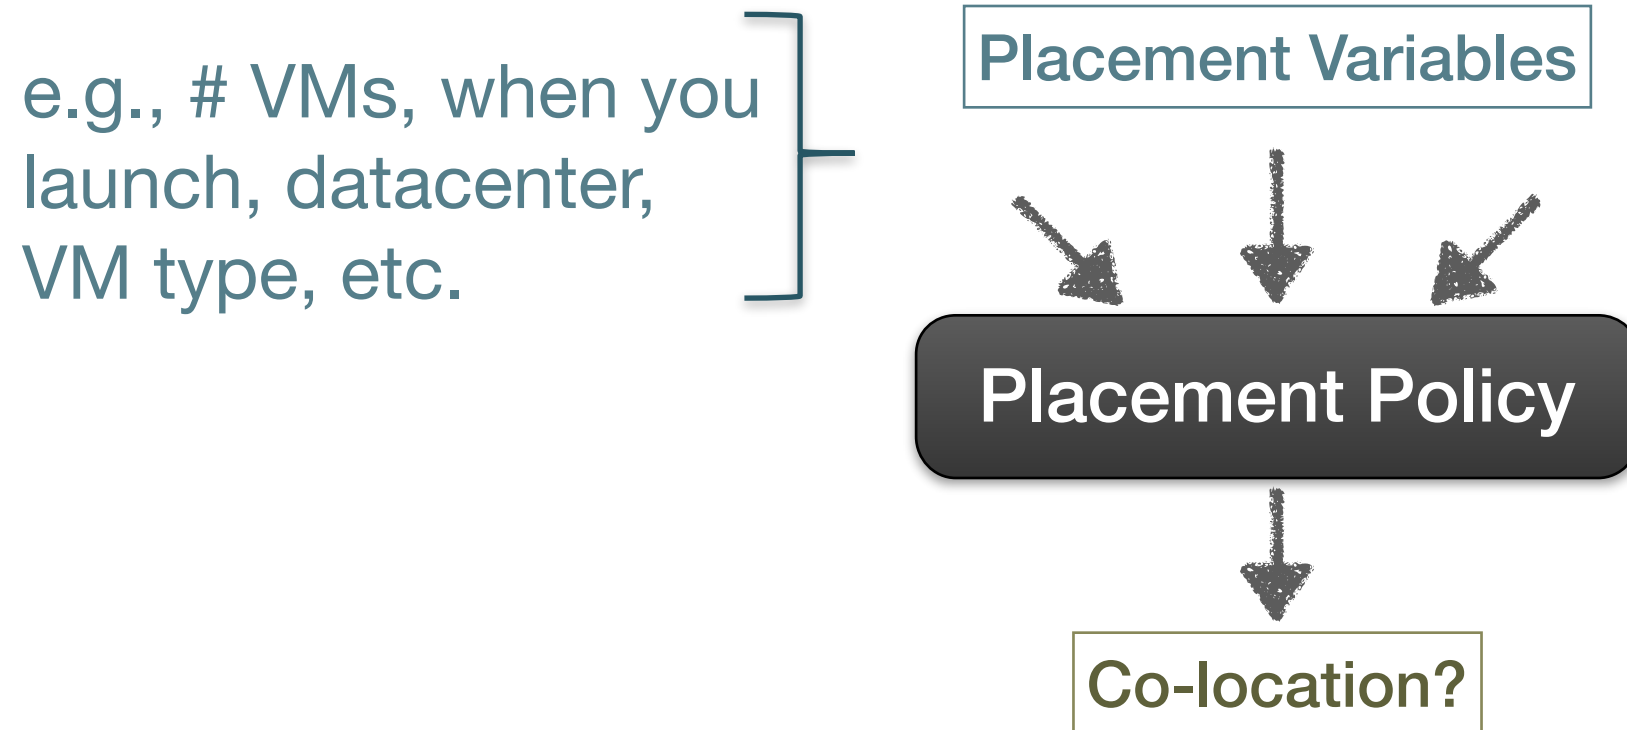 e.g., # VMs, when you
launch, datacenter,
VM type, etc.
Placement Variables
Placement Policy
Co-location?